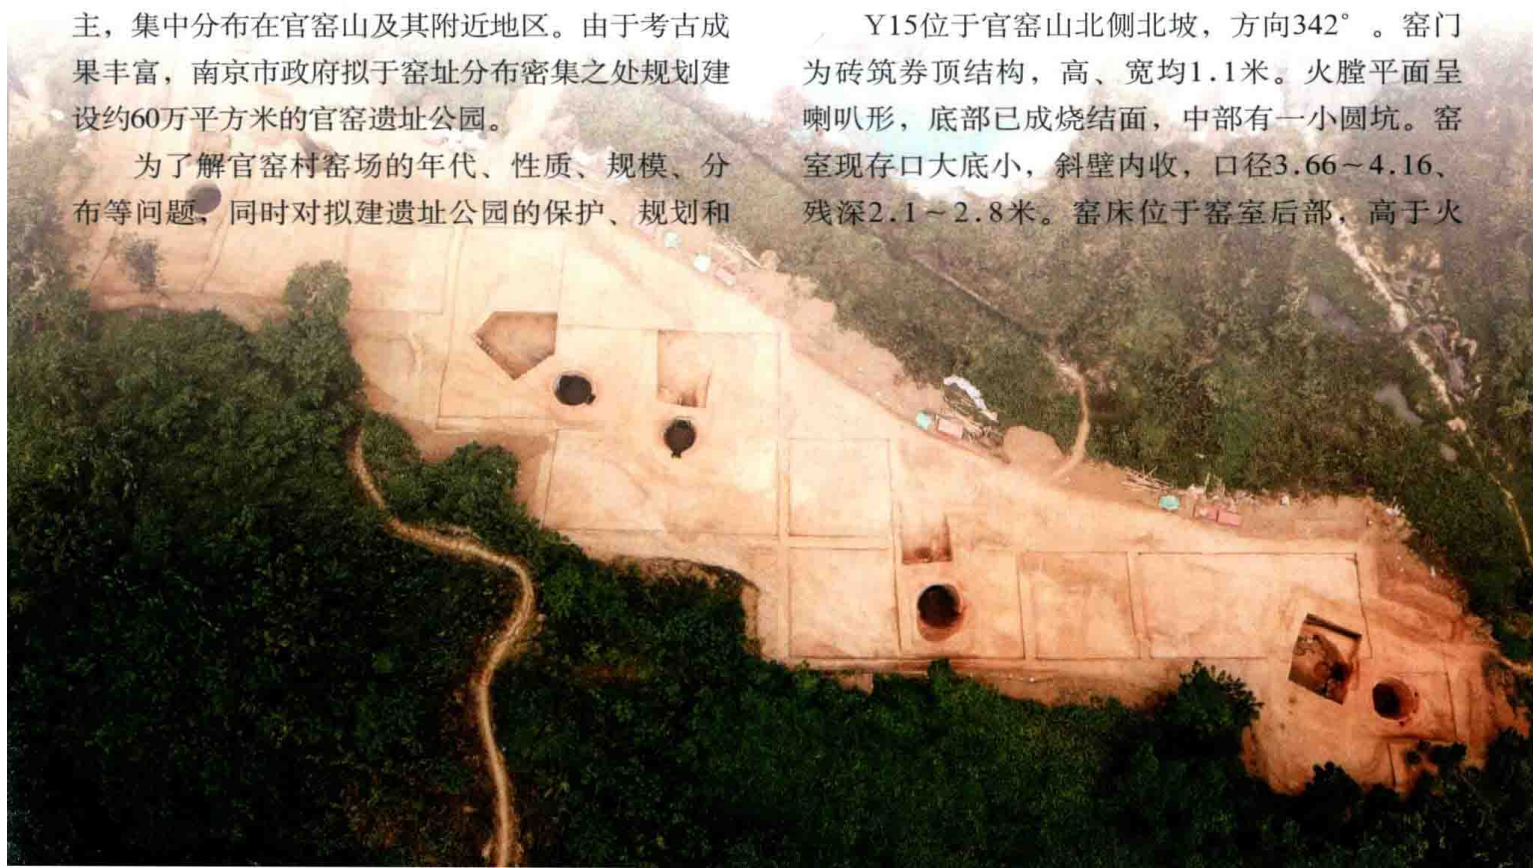 主，集中分布在官窑山及其附近地区。由于考古成
果丰富，南京市政府拟于窑址分布密集之处规划建
设约60万平方米的官窑遗址公园。
为了解官窑村窑场的年代、性质、规模、分
布等问题，同时对拟建遗址公园的保护、规划和
Y15位于官窑山北侧北坡，方向342°。窑门
为砖筑券顶结构，高、宽均1.1米。火膛平面呈
喇叭形，底部已成烧结面，中部有一小圆坑。窑
室现存口大底小，斜壁内收，口径3.66~4.16、
残深2.1~2.8米。窑床位于窑室后部，高于火